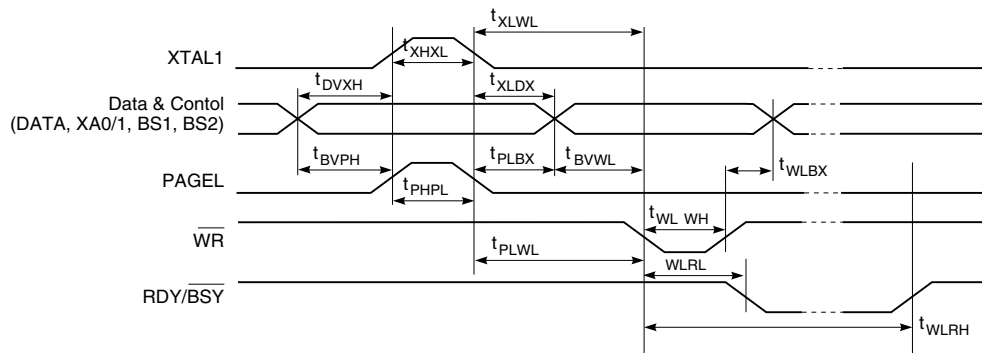 tXLWL
XTAL1
tXHXL
tDVXH
tXLDX
Data & Contol
(DATA, XA0/1, BS1, BS2)
tBVPH
tPLBX
tBVWL
tWLBX
PAGEL
tPHPL
tWL WH
WR
tPLWL
WLRL
RDY/BSY
tWLRH